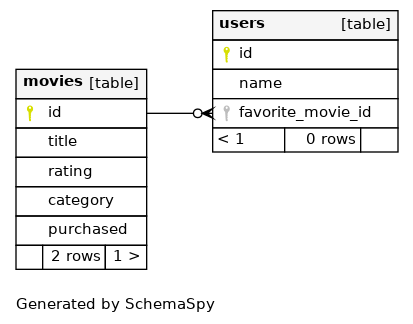 users [table]
id
name
favorite_movie_id
< 1 0 rows
movies [table]
id
title
rating
category
purchased
2 rows 1 >
Generated by SchemaSpy